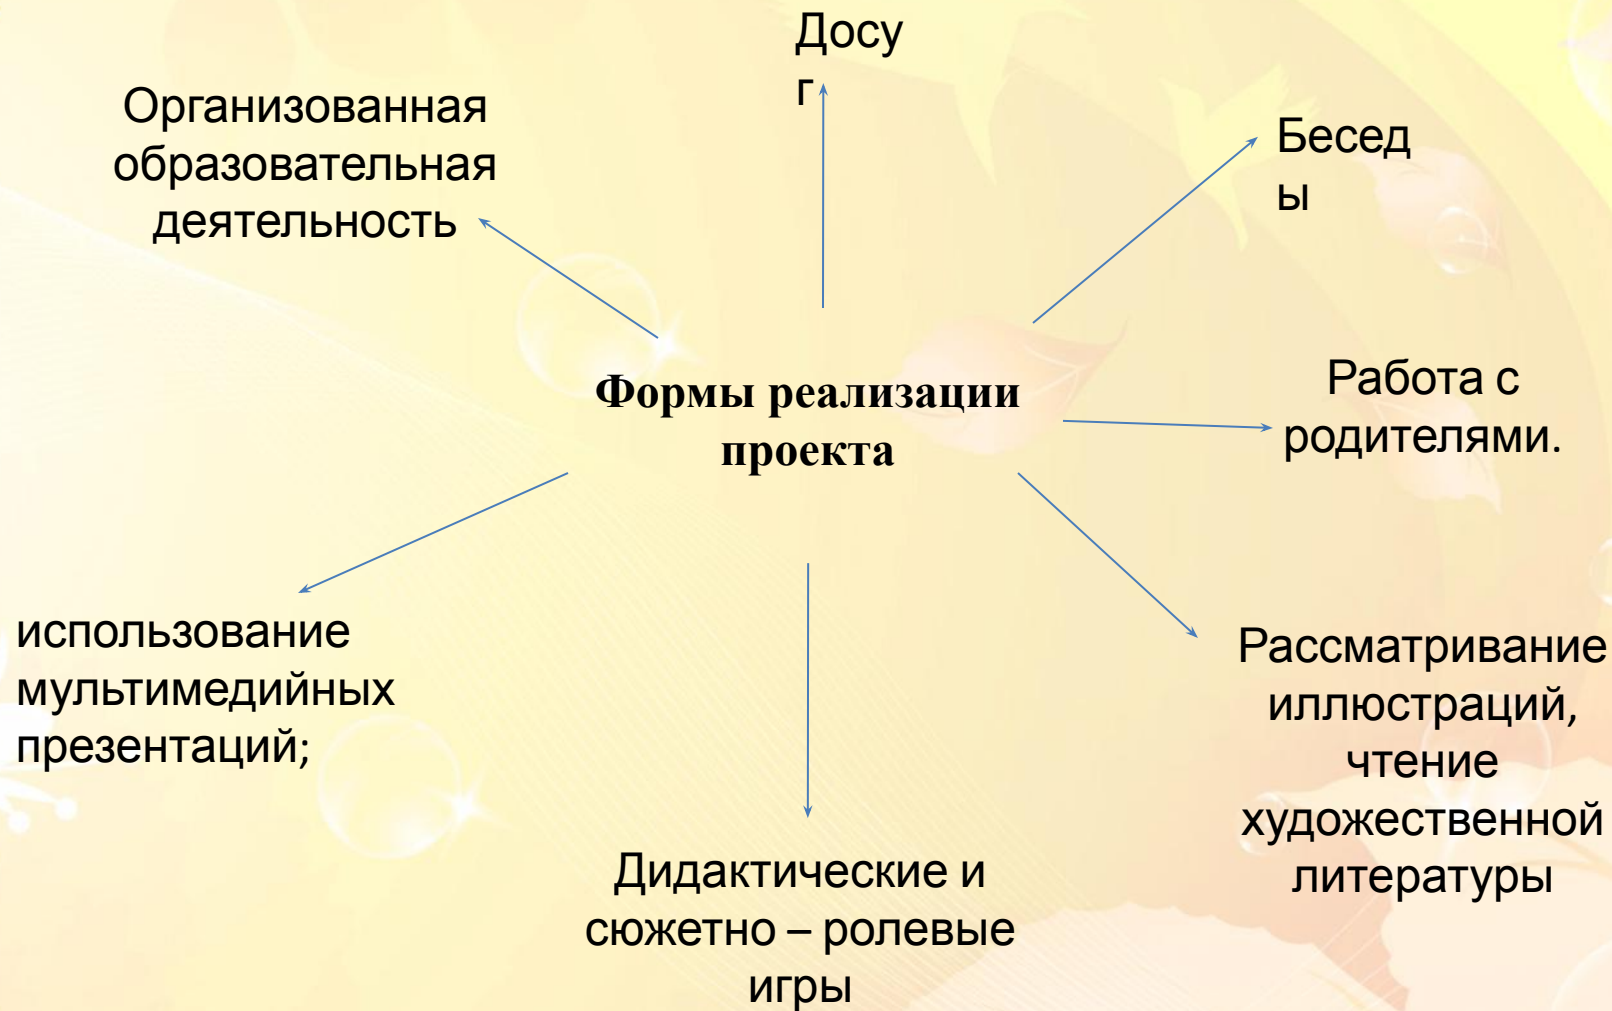 Досу
г
Организованная
образовательная
деятельность
Бесед
ы
Формы реализации
проекта
Работа с
родителями.
использование
мультимедийных
презентаций;
Рассматривание
иллюстраций,
чтение
художественной
литературы
Дидактические и
сюжетно – ролевые
игры